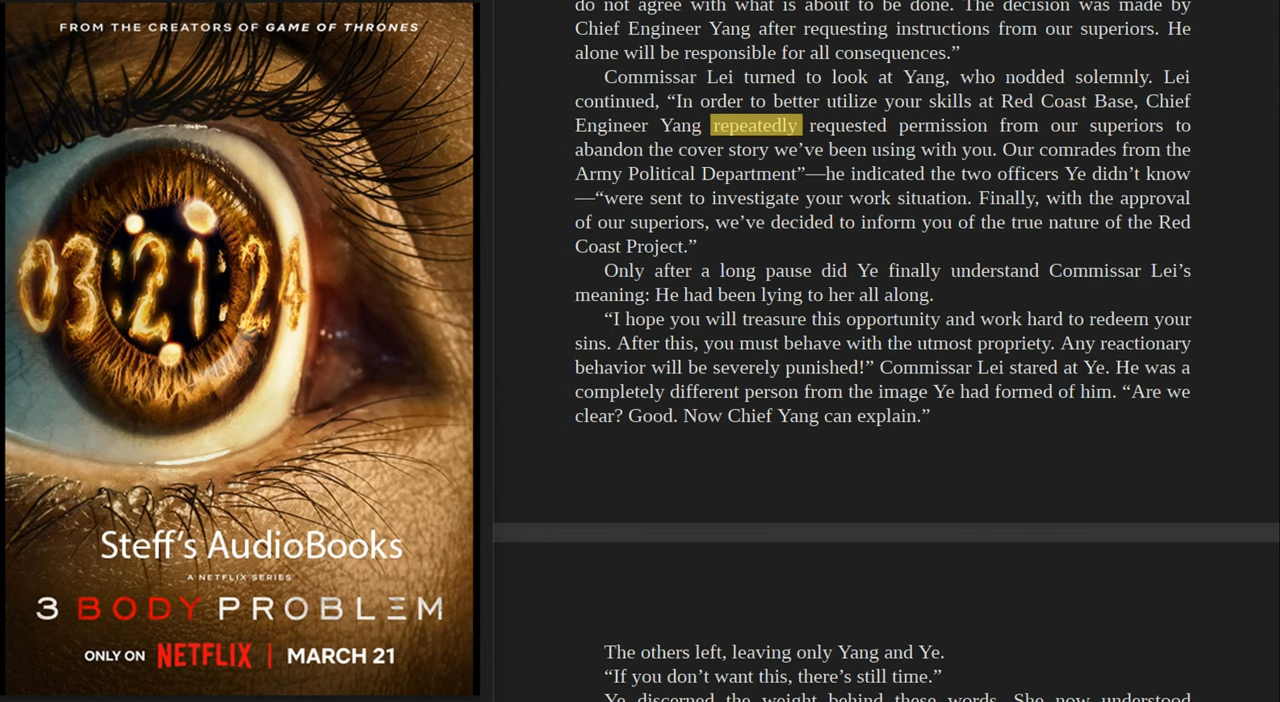 FROM THE CREATORS OF GAME OF THRONES
03:21:24
Steff's AudioBooks
A NETFLIX SERIES
3 BODY PROBLEM
ONLY ON NETFLIX | MARCH 21
do not agree with what is about to be done. The decision was made by
Chief Engineer Yang after requesting instructions from our superiors. He
alone will be responsible for all consequences.”
Commissar Lei turned to look at Yang, who nodded solemnly. Lei
continued, “In order to better utilize your skills at Red Coast Base, Chief
Engineer Yang repeatedly requested permission from our superiors to
abandon the cover story we’ve been using with you. Our comrades from the
Army Political Department”—he indicated the two officers Ye didn’t know
—“were sent to investigate your work situation. Finally, with the approval
of our superiors, we’ve decided to inform you of the true nature of the Red
Coast Project.”
Only after a long pause did Ye finally understand Commissar Lei’s
meaning: He had been lying to her all along.
“I hope you will treasure this opportunity and work hard to redeem your
sins. After this, you must behave with the utmost propriety. Any reactionary
behavior will be severely punished!” Commissar Lei stared at Ye. He was a
completely different person from the image Ye had formed of him. “Are we
clear? Good. Now Chief Yang can explain.”
The others left, leaving only Yang and Ye.
“If you don’t want this, there’s still time.”
Ye discerned the weight behind these words. She now understood